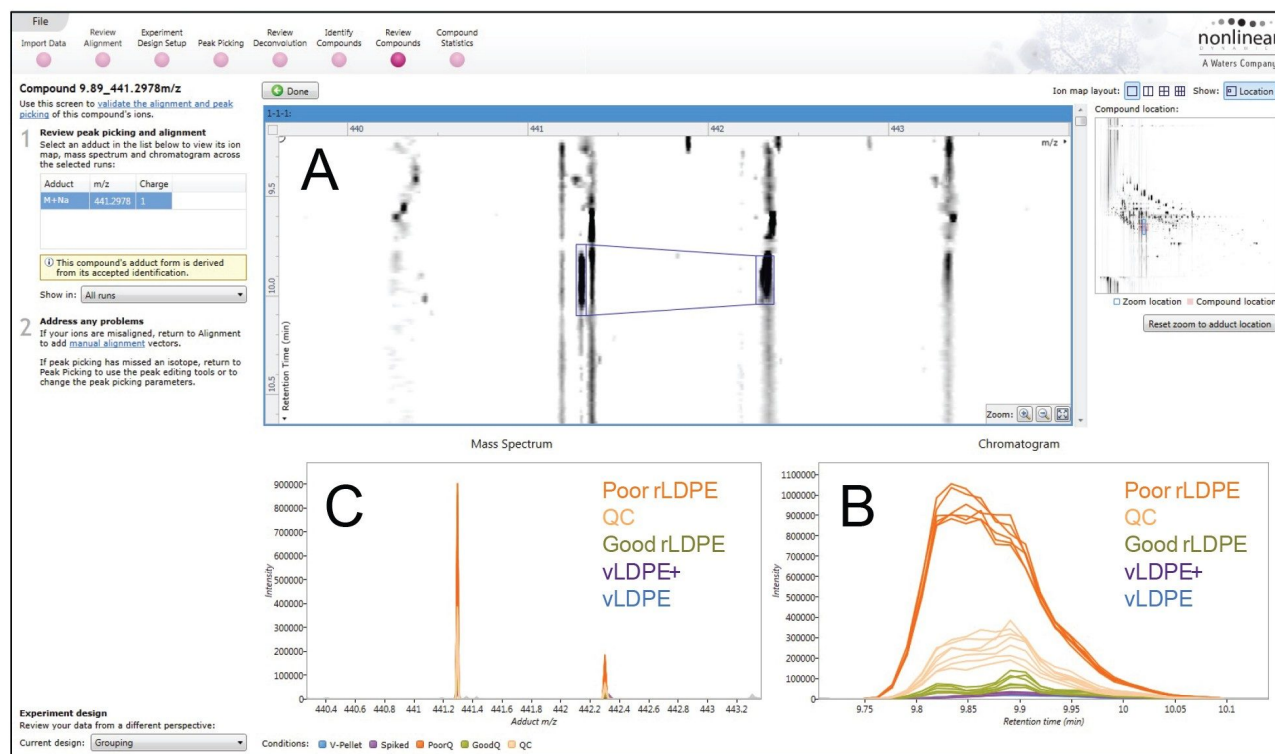 File
Import Data
Review
Alignment
Experiment
Design Setup
Peak Picking
Review
Deconvolution
Identify
Compounds
Review
Compounds
Compound
Statistics
nonlinear
DYNAMICS
A Waters Company
Compound 9.89_441.2978m/z
Use this screen to validate the alignment and peak
picking of this compound's ions.
1 Review peak picking and alignment
Select an adduct in the list below to view its ion
map, mass spectrum and chromatogram across
the selected runs:
Adduct m/z Charge
M+Na 441.2978 1
This compound's adduct form is derived
from its accepted identification.
Show in: All runs
2 Address any problems
If your ions are misaligned, return to Alignment
to add manual alignment vectors.
If peak picking has missed an isotope, return to
Peak Picking to use the peak editing tools or to
change the peak picking parameters.
Experiment design
Review your data from a different perspective:
Current design: Grouping
Done
Ion map layout: Show: Location
1-1-1:
440 441 442 443
m/z
A
9.5
10.0
10.5
Retention Time (min)
Zoom:
Compound location:
Zoom location Compound location
Reset zoom to adduct location
Mass Spectrum
C
Poor rLDPE
QC
Good rLDPE
vLDPE+
vLDPE
900000
800000
700000
600000
500000
400000
300000
200000
100000
0
Intensity
440.4 440.6 440.8 441 441.2 441.4 441.6 441.8 442 442.2 442.4 442.6 442.8 443 443.2
Adduct m/z
Chromatogram
B
Poor rLDPE
QC
Good rLDPE
vLDPE+
vLDPE
1100000
1000000
900000
800000
700000
600000
500000
400000
300000
200000
100000
0
Intensity
9.75 9.8 9.85 9.9 9.95 10 10.05 10.1
Retention time (min)
Conditions: V-Pellet Spiked PoorQ GoodQ QC